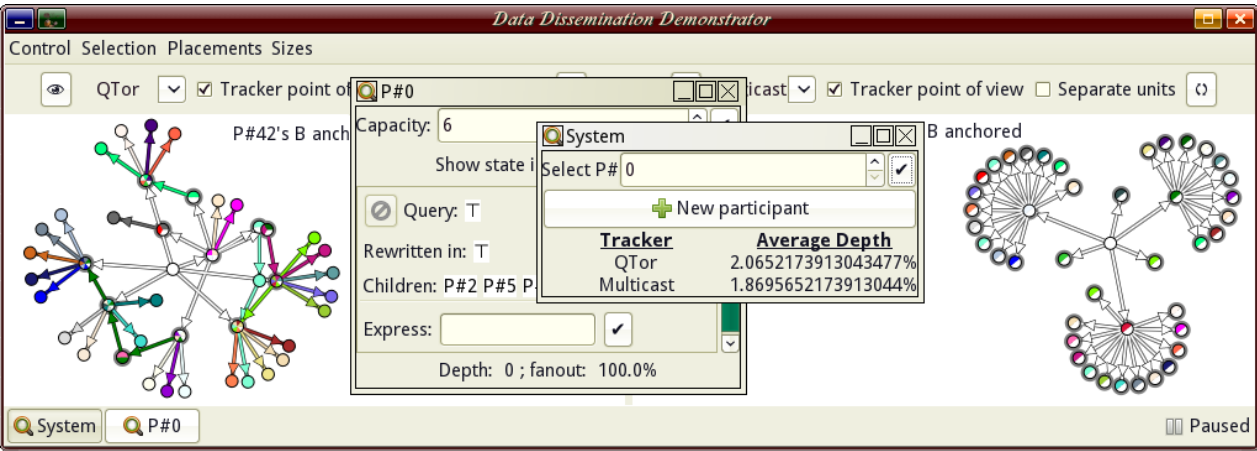 Data Dissemination Demonstrator
Control Selection Placements Sizes
QTor Tracker point of
icast Tracker point of view Separate units
P#42's B anch
B anchored
P#0
Capacity: 6
Show state i
Query: ⊤
Rewritten in: ⊤
Children: P#2 P#5 P
Express:
Depth: 0 ; fanout: 100.0%
System
Select P# 0
New participant
Tracker Average Depth
QTor 2.0652173913043477%
Multicast 1.8695652173913044%
System P#0 Paused